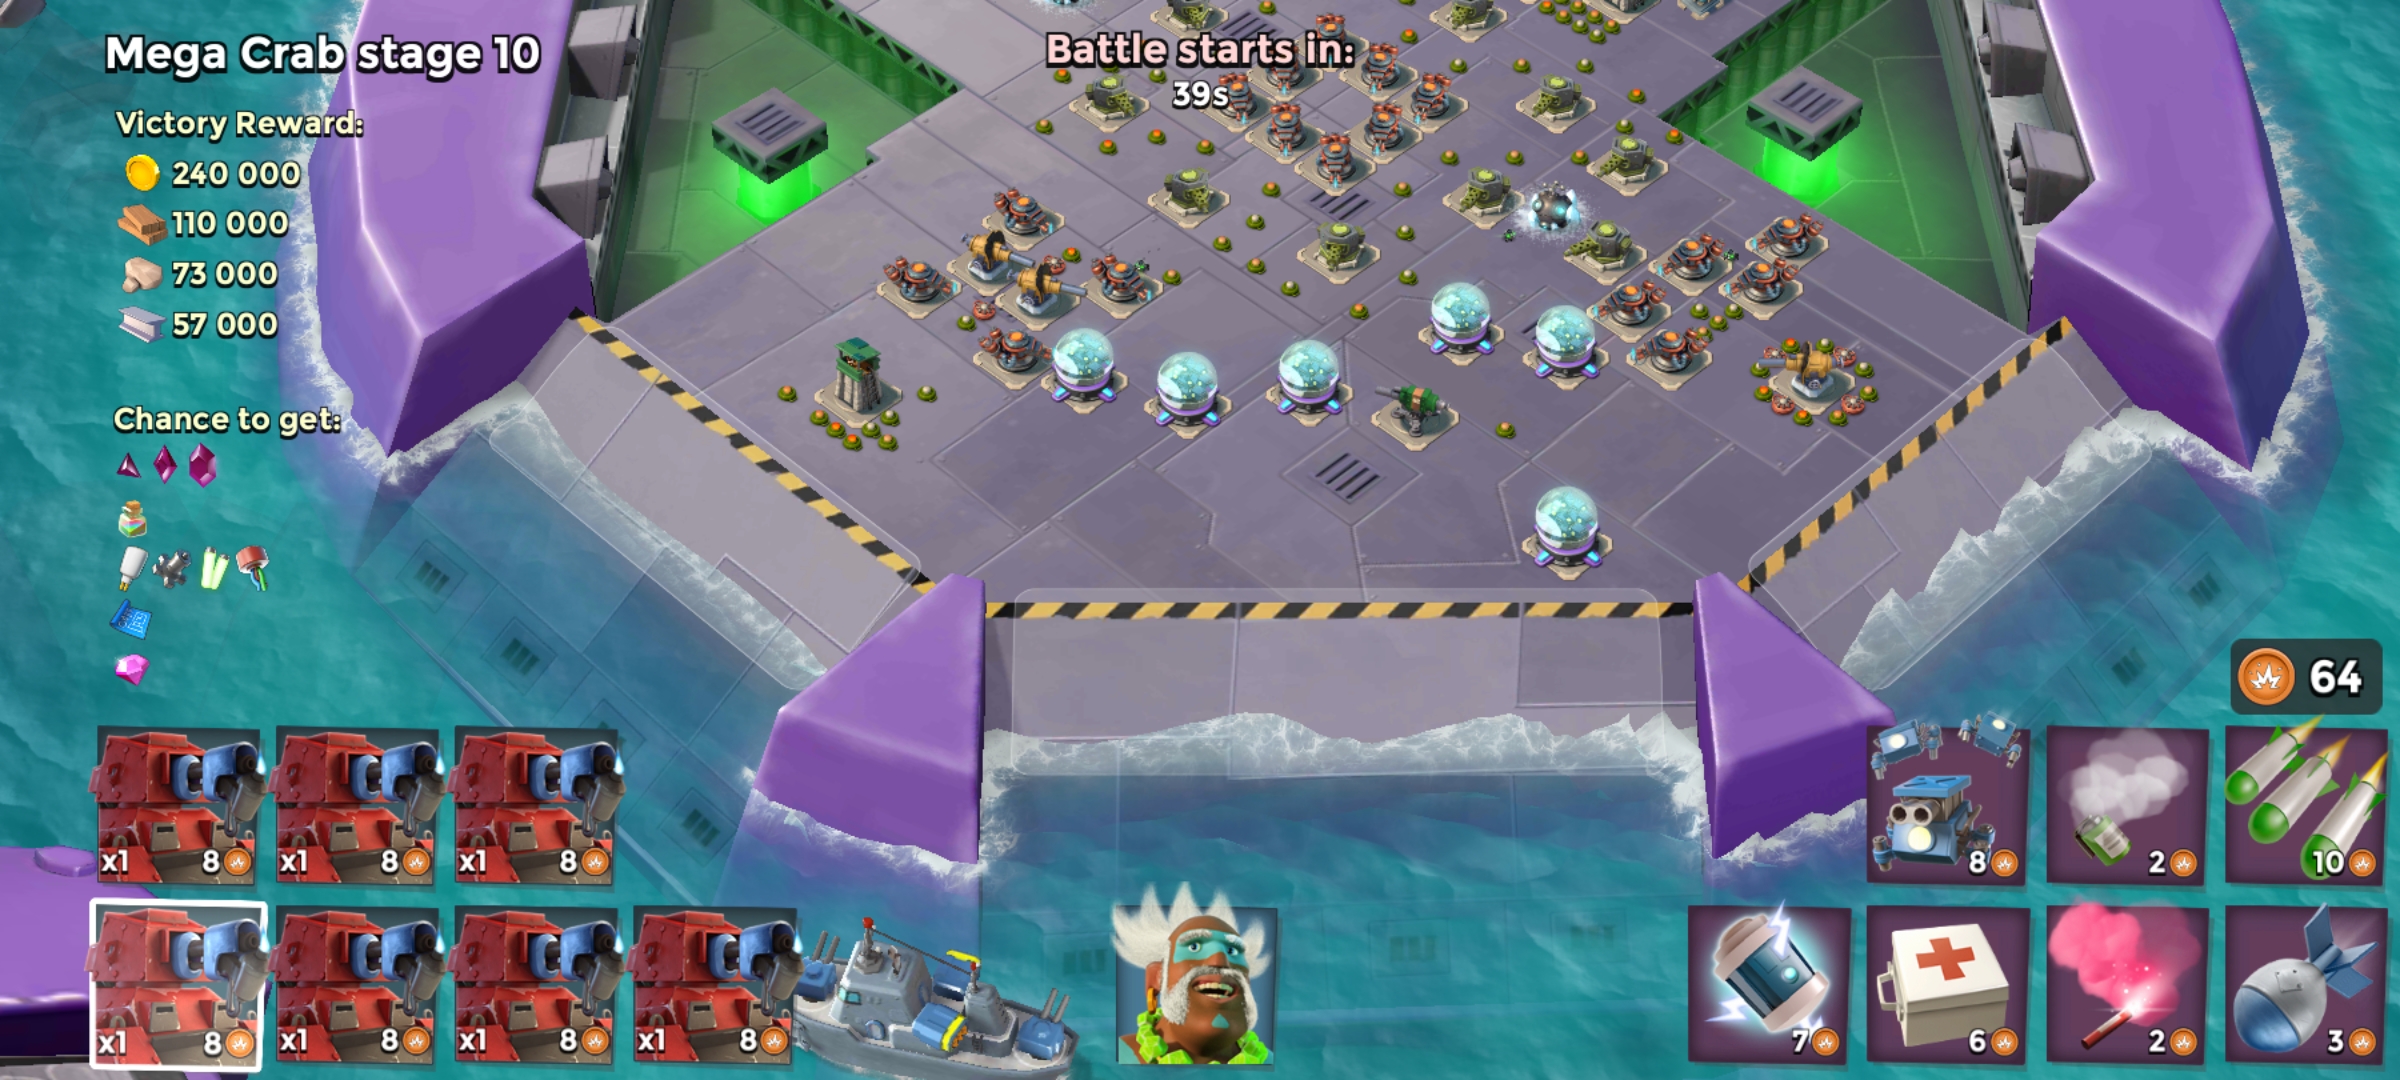 Mega Crab stage 10
Battle starts in:
39s
Victory Reward:
240 000
110 000
73 000
57 000
Chance to get:
64
x1 8
x1 8
x1 8
8
2
10
x1 8
x1 8
x1 8
x1 8
7
6
2
3